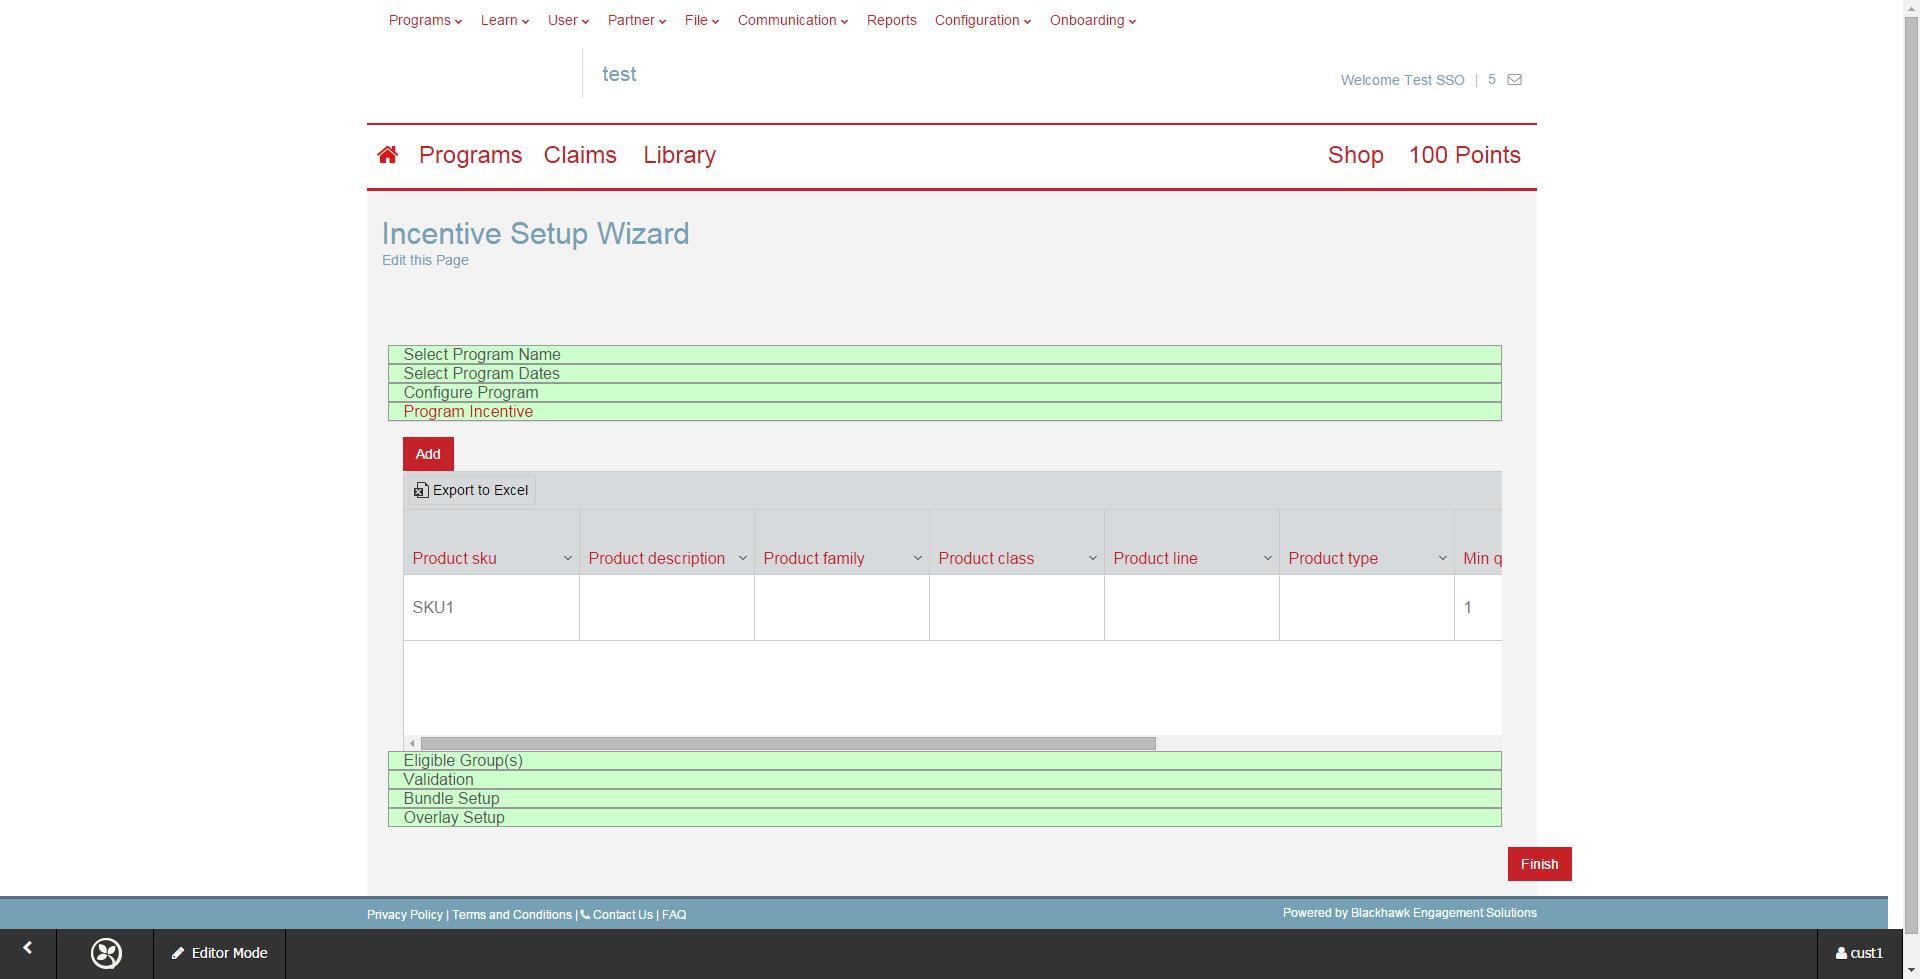 Programs Learn User Partner File Communication Reports Configuration Onboarding
test
Welcome Test SSO | 5
Programs Claims Library Shop 100 Points
Incentive Setup Wizard
Edit this Page
Select Program Name
Select Program Dates
Configure Program
Program Incentive
Add
Export to Excel
Product sku Product description Product family Product class Product line Product type Min q
SKU1 1
Eligible Group(s)
Validation
Bundle Setup
Overlay Setup
Finish
Privacy Policy | Terms and Conditions | Contact Us | FAQ Powered by Blackhawk Engagement Solutions
Editor Mode cust1